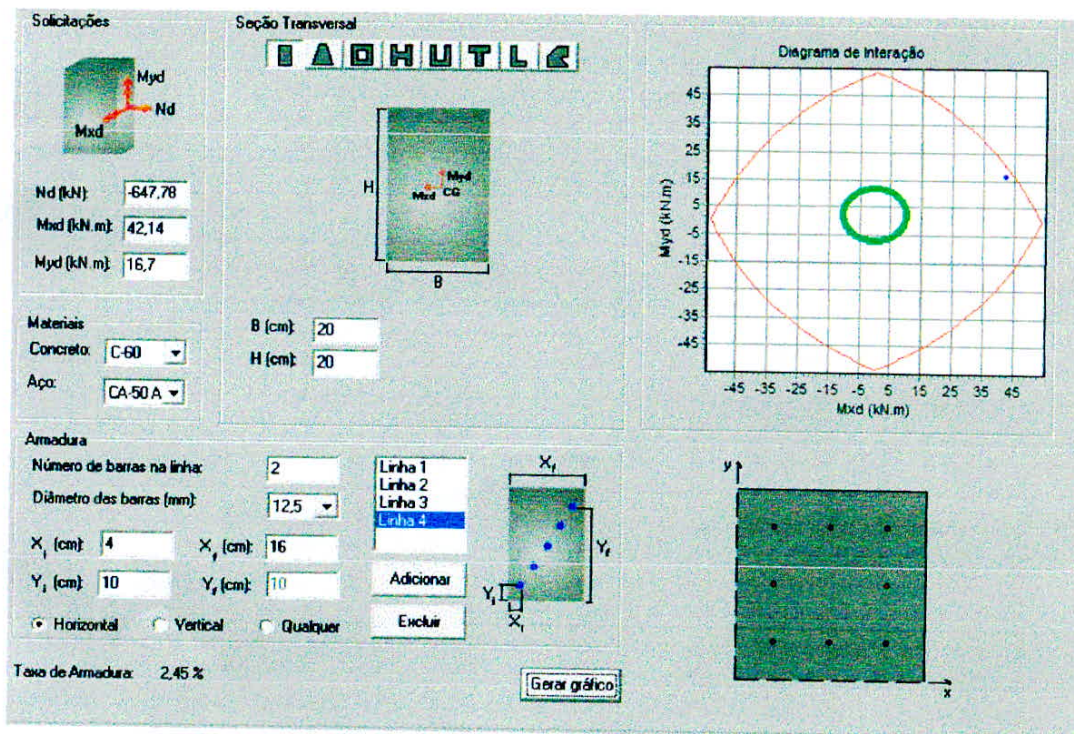 Solicitações
Myd
Nd
Mxd
Nd (kN): -647,78
Mxd (kN.m): 42,14
Myd (kN.m): 16,7
Materiais
Concreto: C-60
Aço: CA-50 A
Seção Transversal
H
Myd
Mxd CG
B
B (cm): 20
H (cm): 20
Diagrama de Interação
Myd (kN.m)
45
35
25
15
5
-5
-15
-25
-35
-45
-45 -35 -25 -15 -5 5 15 25 35 45
Mxd (kN.m)
Armadura
Número de barras na linha: 2
Diâmetro das barras (mm): 12,5
Xi (cm): 4 Xf (cm): 16
Yi (cm): 10 Yf (cm): 10
Horizontal Vertical Qualquer
Linha 1
Linha 2
Linha 3
Linha 4
Adicionar
Excluir
Xf
Yf
Yi
Xi
y
x
Taxa de Armadura: 2,45 %
Gerar gráfico